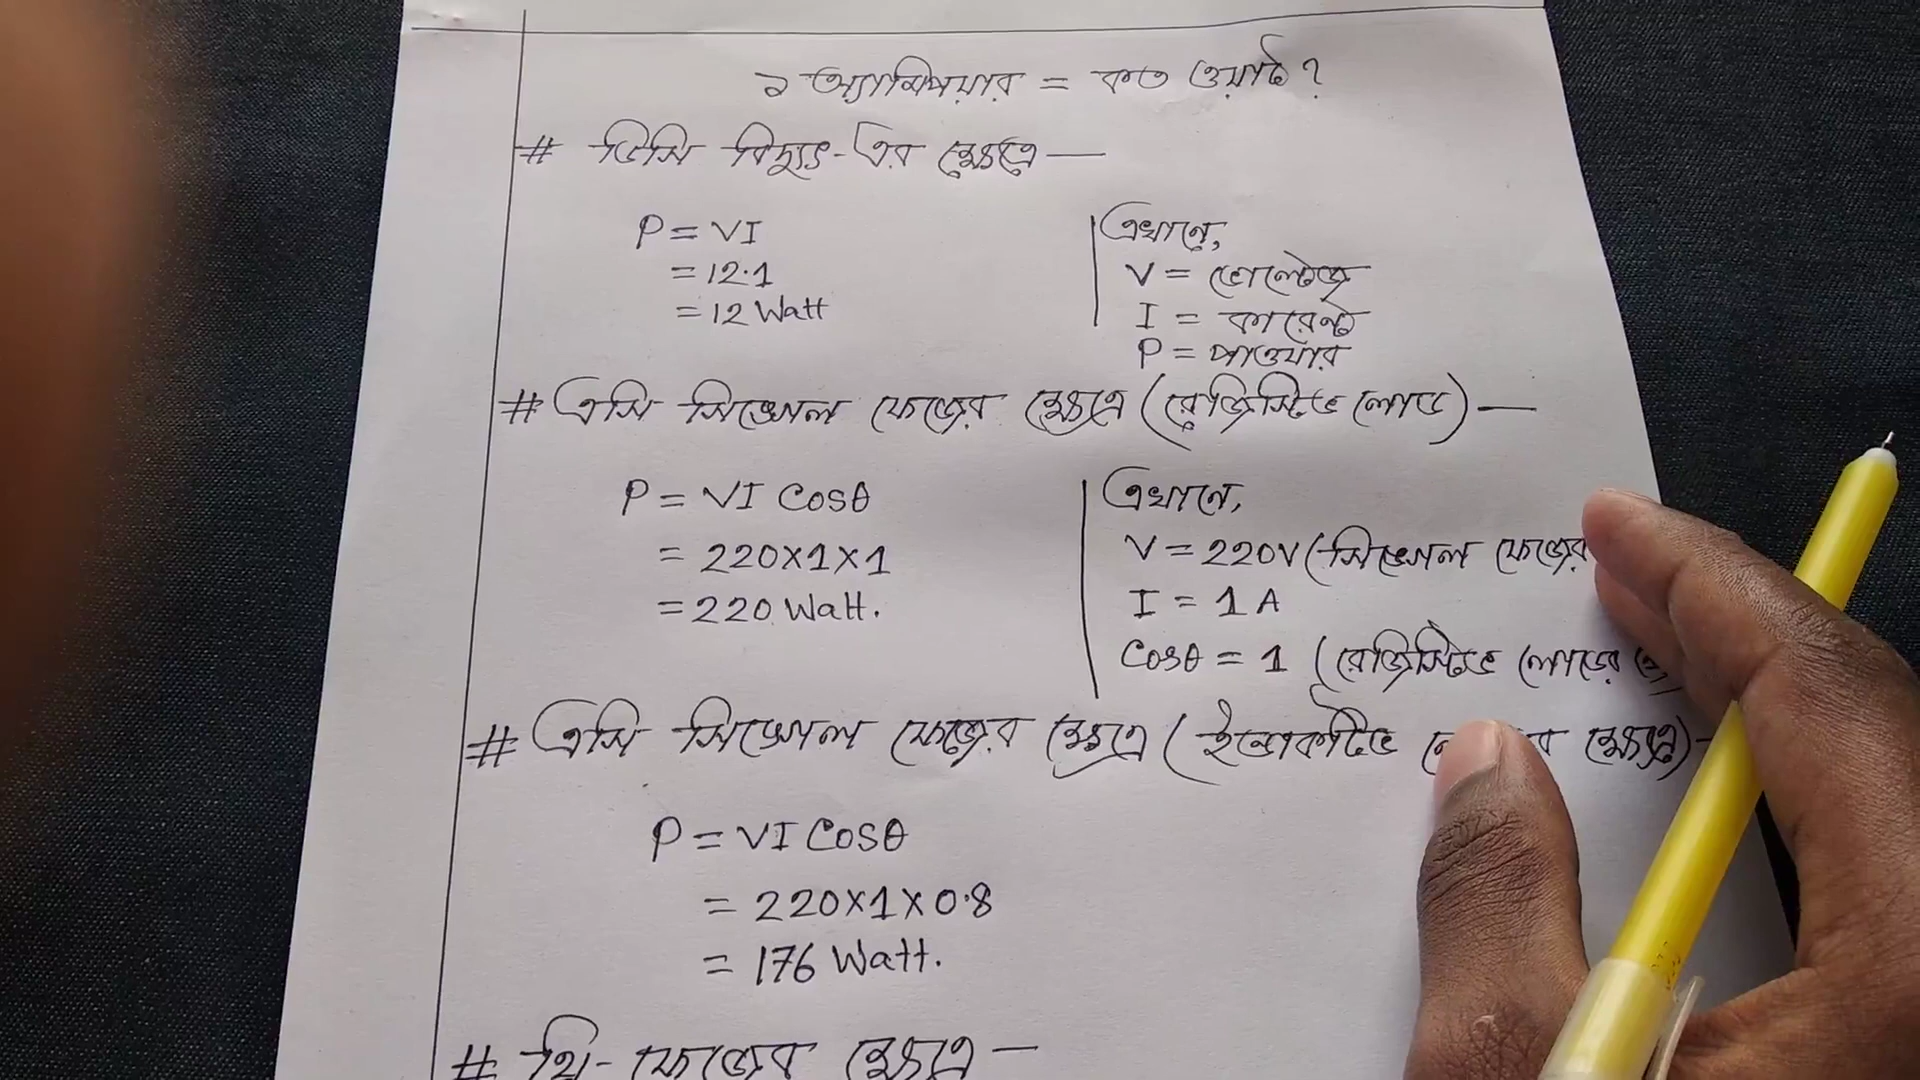 ১ অ্যাম্পিয়ার = কত ওয়াট?
# ডিসি বিদ্যুৎ-এর ক্ষেত্রে —
P = VI
= 12.1
= 12 Watt
এখানে,
V = ভোল্টেজ
I = কারেন্ট
P = পাওয়ার
# এসি সিঙ্গেল ফেজের ক্ষেত্রে (রেজিস্টিভ লোড) —
P = VI Cosθ
= 220×1×1
= 220 Watt.
এখানে,
V = 220V (সিঙ্গেল ফেজের
I = 1 A
Cosθ = 1 (রেজিস্টিভ লোডের
# এসি সিঙ্গেল ফেজের ক্ষেত্রে (ইন্ডাকটিভ ক্ষেত্রে) -
P = VI Cosθ
= 220×1×0.8
= 176 Watt.
# থ্রি-ফেজের ক্ষেত্রে —